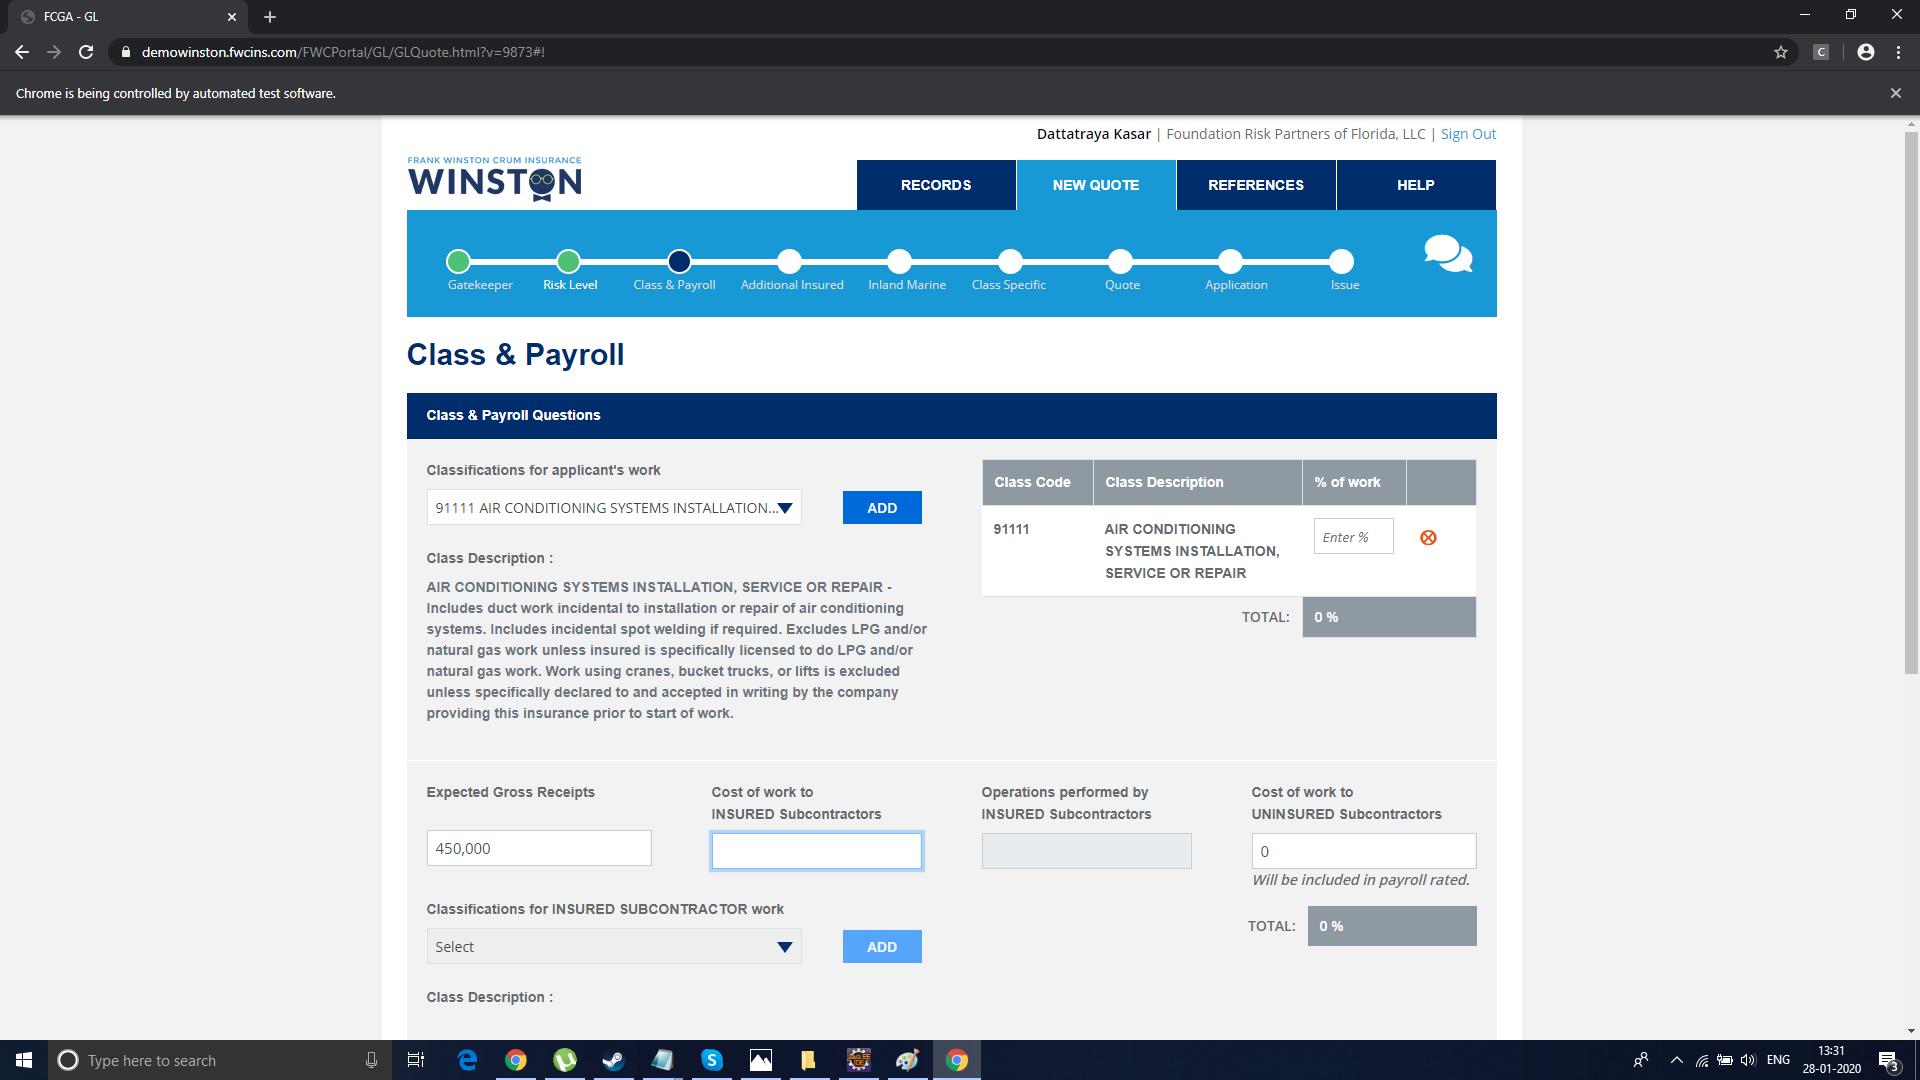 FCGA - GL
demowinston.fwcins.com/FWCPortal/GL/GLQuote.html?v=9873#!
C
Chrome is being controlled by automated test software.
Dattatraya Kasar | Foundation Risk Partners of Florida, LLC | Sign Out
FRANK WINSTON CRUM INSURANCE
WINSTON
RECORDS
NEW QUOTE
REFERENCES
HELP
Gatekeeper
Risk Level
Class & Payroll
Additional Insured
Inland Marine
Class Specific
Quote
Application
Issue
Class & Payroll
Class & Payroll Questions
Classifications for applicant's work
91111 AIR CONDITIONING SYSTEMS INSTALLATION...
ADD
Class Description :
AIR CONDITIONING SYSTEMS INSTALLATION, SERVICE OR REPAIR -
Includes duct work incidental to installation or repair of air conditioning
systems. Includes incidental spot welding if required. Excludes LPG and/or
natural gas work unless insured is specifically licensed to do LPG and/or
natural gas work. Work using cranes, bucket trucks, or lifts is excluded
unless specifically declared to and accepted in writing by the company
providing this insurance prior to start of work.
Class Code
Class Description
% of work
91111
AIR CONDITIONING
SYSTEMS INSTALLATION,
SERVICE OR REPAIR
Enter %
TOTAL:
0 %
Expected Gross Receipts
450,000
Cost of work to
INSURED Subcontractors
Operations performed by
INSURED Subcontractors
Cost of work to
UNINSURED Subcontractors
0
Will be included in payroll rated.
Classifications for INSURED SUBCONTRACTOR work
Select
ADD
TOTAL:
0 %
Class Description :
Type here to search
ENG
13:31
28-01-2020
3